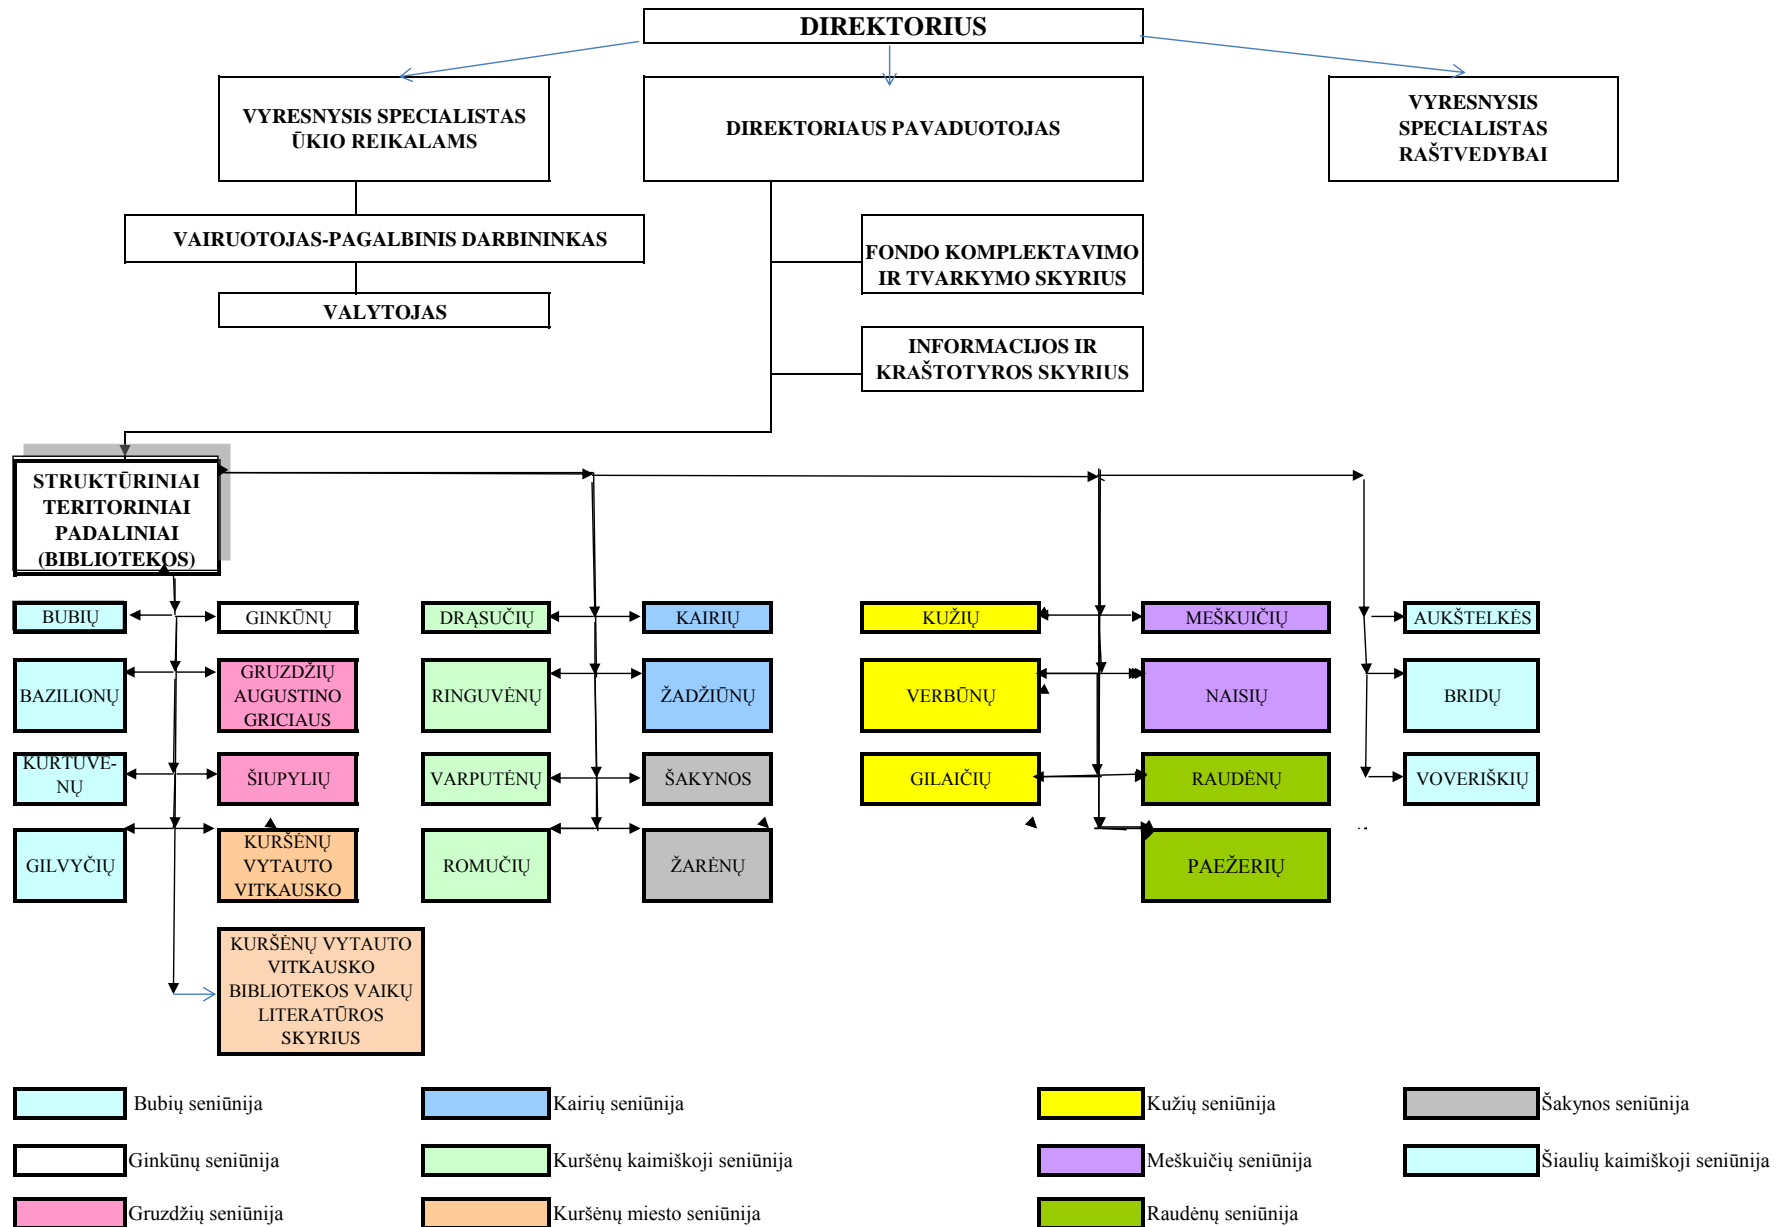 DIREKTORIUS
VYRESNYSIS SPECIALISTAS
ŪKIO REIKALAMS
DIREKTORIAUS PAVADUOTOJAS
VYRESNYSIS
SPECIALISTAS
RAŠTVEDYBAI
VAIRUOTOJAS-PAGALBINIS DARBININKAS
VALYTOJAS
FONDO KOMPLEKTAVIMO
IR TVARKYMO SKYRIUS
INFORMACIJOS IR
KRAŠTOTYROS SKYRIUS
STRUKTŪRINIAI
TERITORINIAI
PADALINIAI
(BIBLIOTEKOS)
BUBIŲ
GINKŪNŲ
DRĄSUČIŲ
KAIRIŲ
KUŽIŲ
MEŠKUIČIŲ
AUKŠTELKĖS
BAZILIONŲ
GRUZDŽIŲ
AUGUSTINO
GRICIAUS
RINGUVĖNŲ
ŽADŽIŪNŲ
VERBŪNŲ
NAISIŲ
BRIDŲ
KURTUVĖ-
NŲ
ŠIUPYLIŲ
VARPUTĖNŲ
ŠAKYNOS
GILAIČIŲ
RAUDĖNŲ
VOVERIŠKIŲ
GILVYČIŲ
KURŠĖNŲ
VYTAUTO
VITKAUSKO
ROMUČIŲ
ŽARĖNŲ
PAEŽERIŲ
KURŠĖNŲ VYTAUTO
VITKAUSKO
BIBLIOTEKOS VAIKŲ
LITERATŪROS
SKYRIUS
Bubių seniūnija
Kairių seniūnija
Kužių seniūnija
Šakynos seniūnija
Ginkūnų seniūnija
Kuršėnų kaimiškoji seniūnija
Meškuičių seniūnija
Šiaulių kaimiškoji seniūnija
Gruzdžių seniūnija
Kuršėnų miesto seniūnija
Raudėnų seniūnija